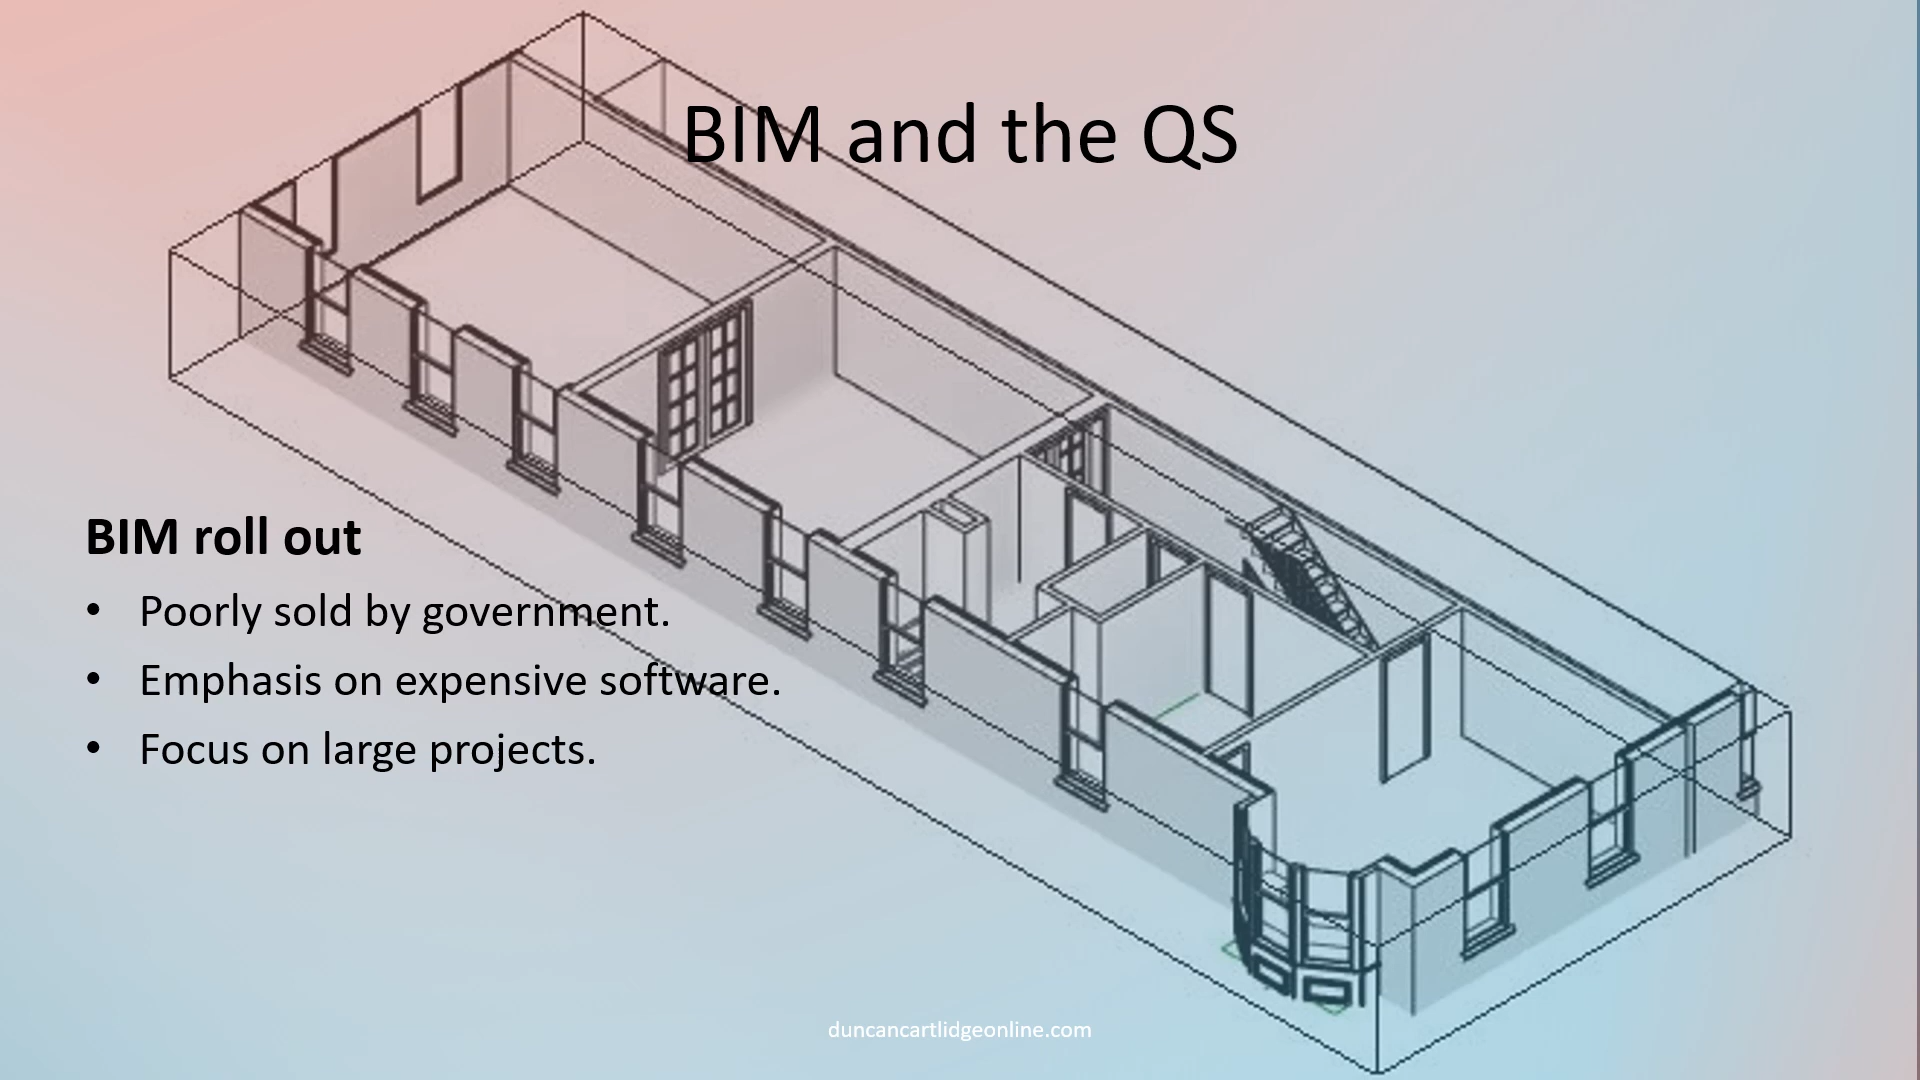 BIM and the QS
BIM roll out
• Poorly sold by government.
• Emphasis on expensive software.
• Focus on large projects.
duncancartlidgeonline.com